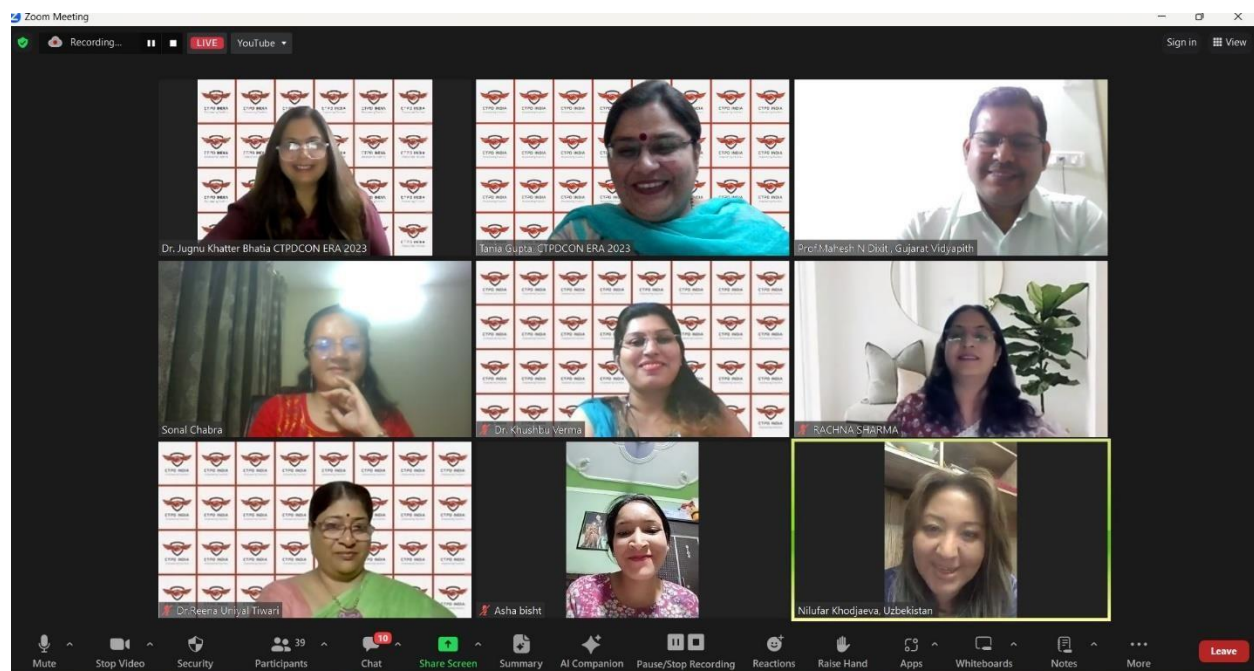 Zoom Meeting
Recording...
LIVE
YouTube
Sign in
View
Dr. Jugnu Khatter Bhatia CTPDCON ERA 2023
Tania Gupta CTPDCON ERA 2023
Prof Mahesh N Dixit, Gujarat Vidyapith
Sonal Chabra
Dr. Khushbu Verma
RACHNA SHARMA
Dr.Reena Uniyal Tiwari
Asha bisht
Nilufar Khodjaeva, Uzbekistan
CTPD INDIA
Mute
Stop Video
Security
39
Participants
10
Chat
Share Screen
Summary
AI Companion
Pause/Stop Recording
Reactions
Raise Hand
Apps
Whiteboards
Notes
More
Leave